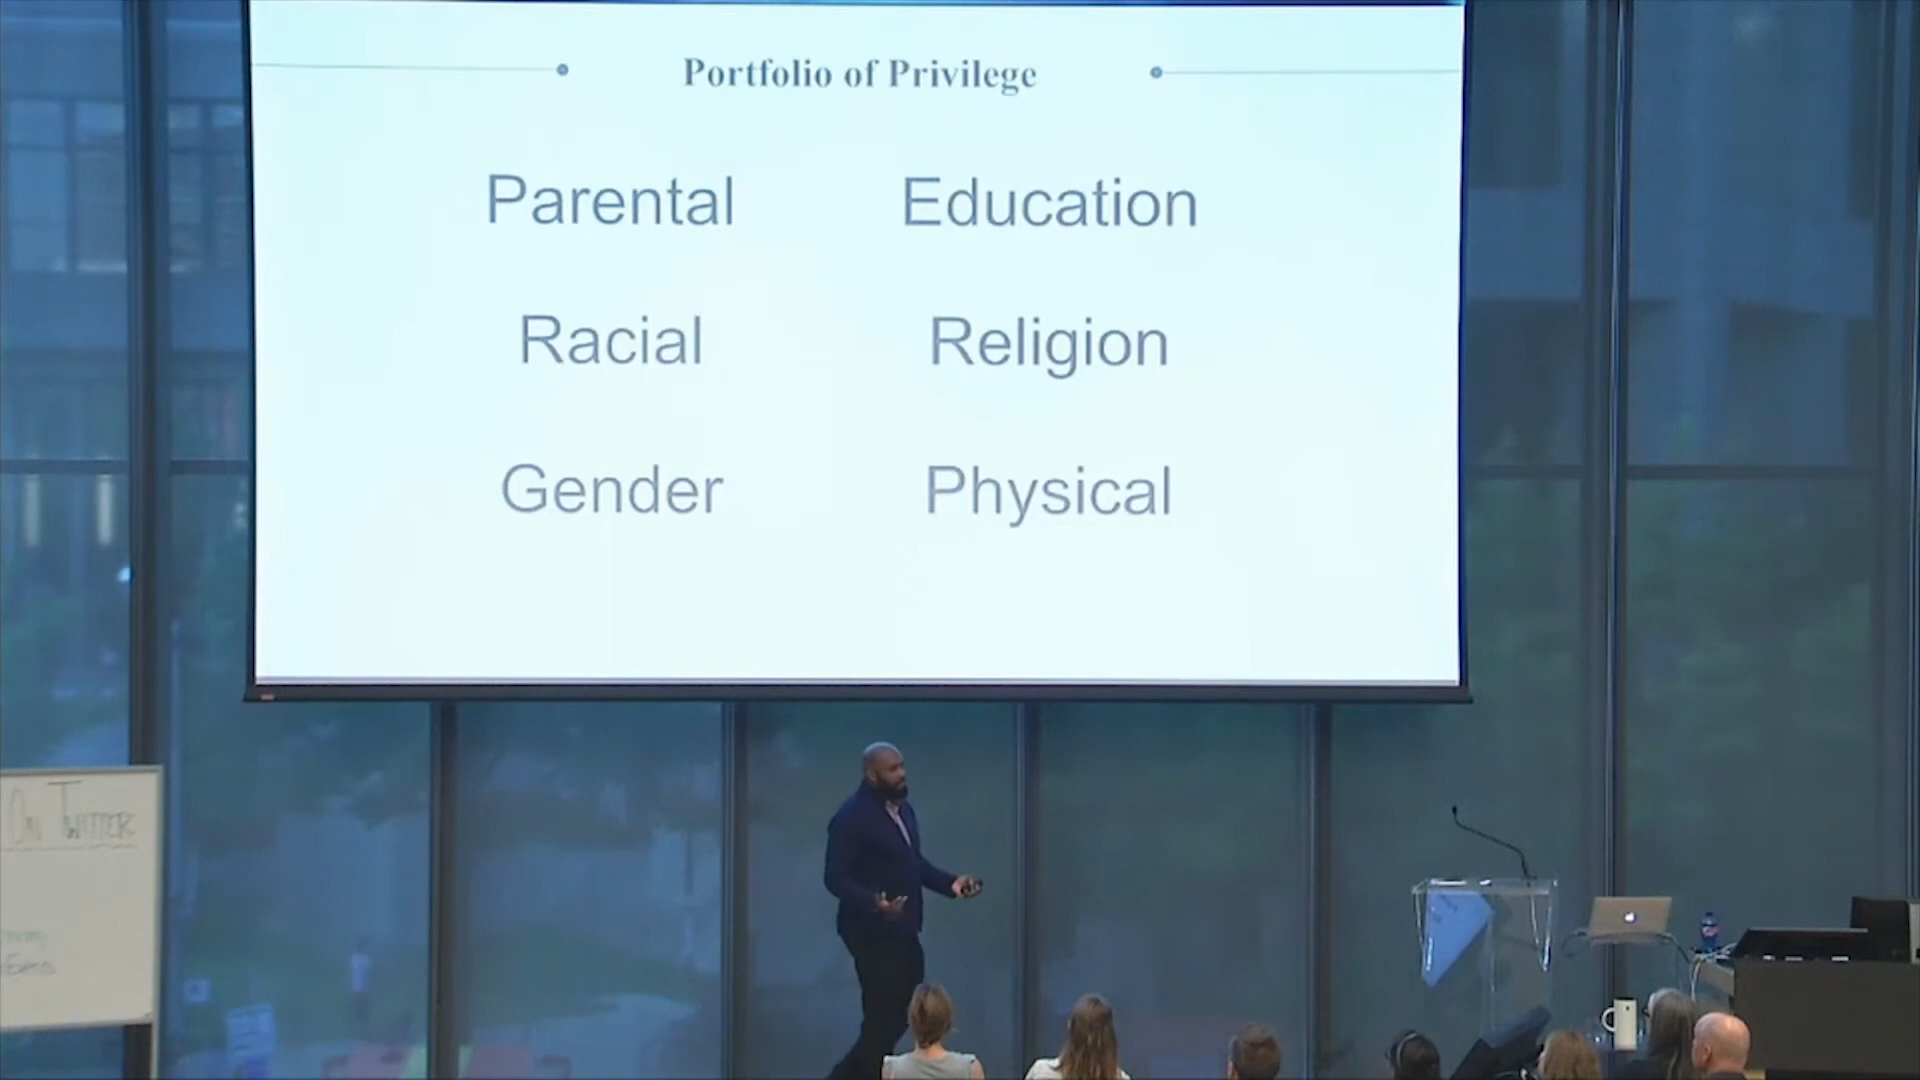 Portfolio of Privilege
Parental Education
Racial Religion
Gender Physical
On Twitter